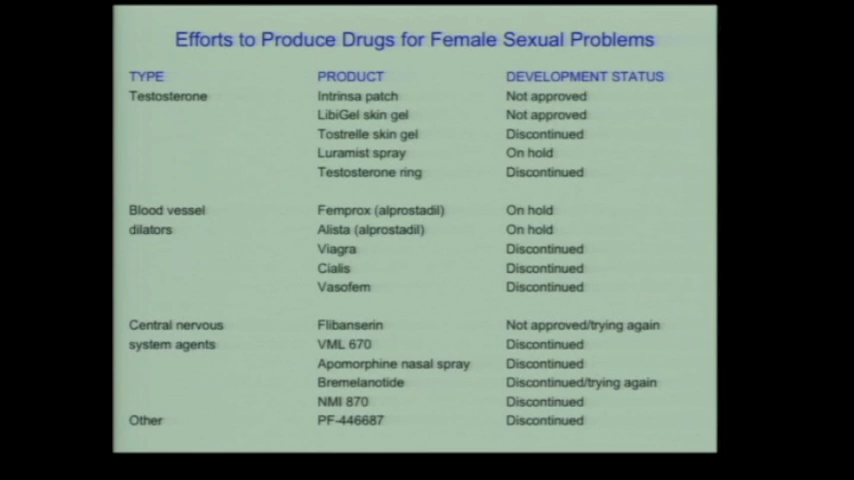 Efforts to Produce Drugs for Female Sexual Problems
TYPE PRODUCT DEVELOPMENT STATUS
Testosterone Intrinsa patch Not approved
LibiGel skin gel Not approved
Tostrelle skin gel Discontinued
Luramist spray On hold
Testosterone ring Discontinued
Blood vessel Femprox (alprostadil) On hold
dilators Alista (alprostadil) On hold
Viagra Discontinued
Cialis Discontinued
Vasofem Discontinued
Central nervous Flibanserin Not approved/trying again
system agents VML 670 Discontinued
Apomorphine nasal spray Discontinued
Bremelanotide Discontinued/trying again
NMI 870 Discontinued
Other PF-446687 Discontinued